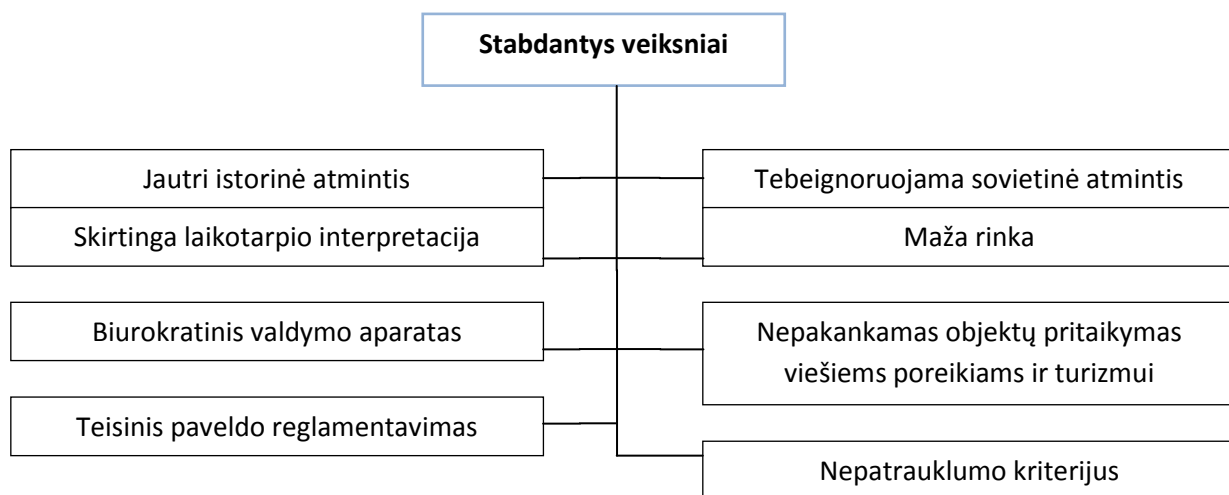 Stabdantys veiksniai
Jautri istorinė atmintis
Tebeignoruojama sovietinė atmintis
Skirtinga laikotarpio interpretacija
Maža rinka
Biurokratinis valdymo aparatas
Nepakankamas objektų pritaikymas
viešiems poreikiams ir turizmui
Teisinis paveldo reglamentavimas
Nepatrauklumo kriterijus